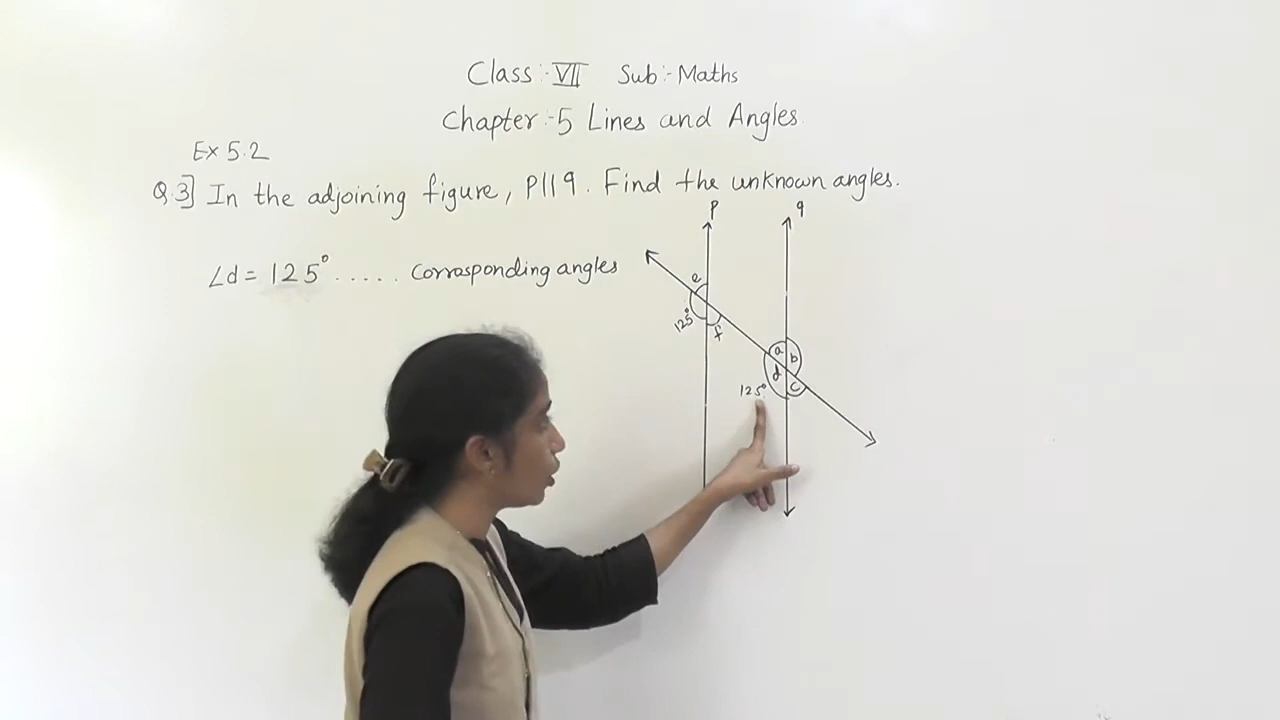 Class :- VII Sub :- Maths
Chapter :- 5 Lines and Angles.
Ex 5.2
Q.3] In the adjoining figure, P||q. Find the unknown angles.
p q
∠d = 125° ..... Corrosponding angles
e
125°
f
a b
d c
125°